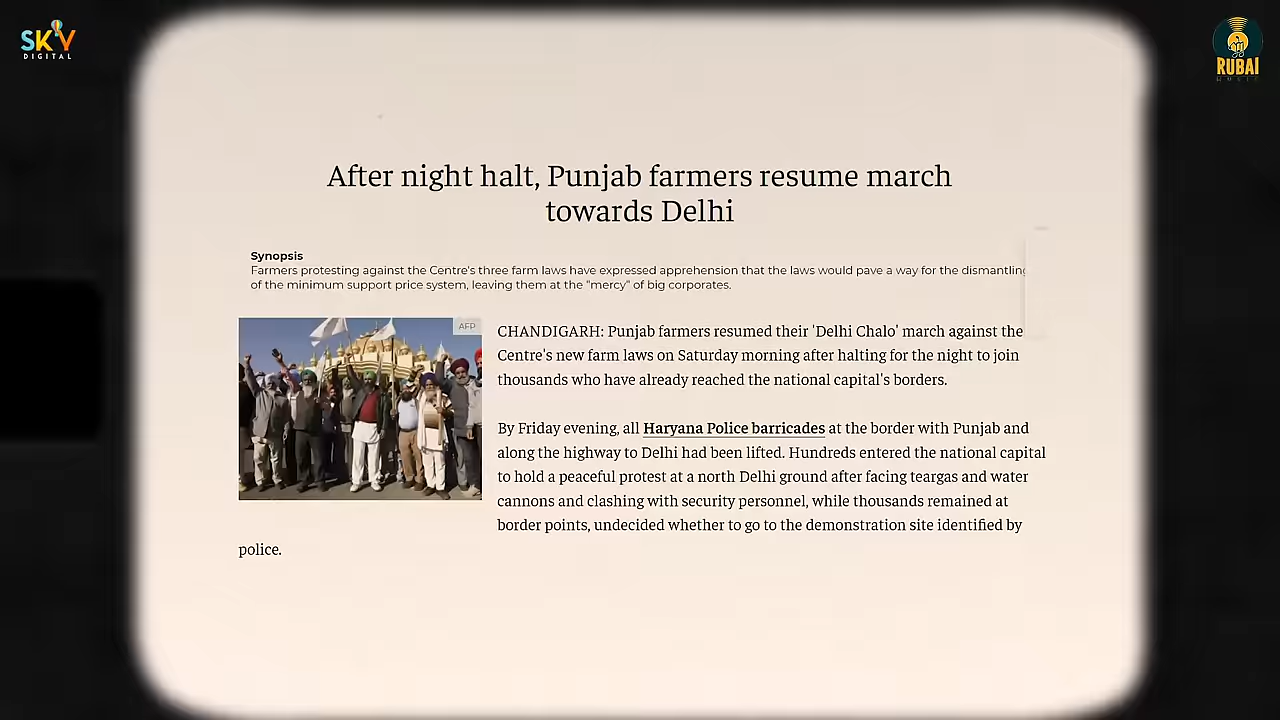 SKY
DIGITAL
RUBAI
MUSIC
After night halt, Punjab farmers resume march
towards Delhi
Synopsis
Farmers protesting against the Centre's three farm laws have expressed apprehension that the laws would pave a way for the dismantling
of the minimum support price system, leaving them at the "mercy" of big corporates.
AFP
CHANDIGARH: Punjab farmers resumed their 'Delhi Chalo' march against the
Centre's new farm laws on Saturday morning after halting for the night to join
thousands who have already reached the national capital's borders.
By Friday evening, all Haryana Police barricades at the border with Punjab and
along the highway to Delhi had been lifted. Hundreds entered the national capital
to hold a peaceful protest at a north Delhi ground after facing teargas and water
cannons and clashing with security personnel, while thousands remained at
border points, undecided whether to go to the demonstration site identified by
police.